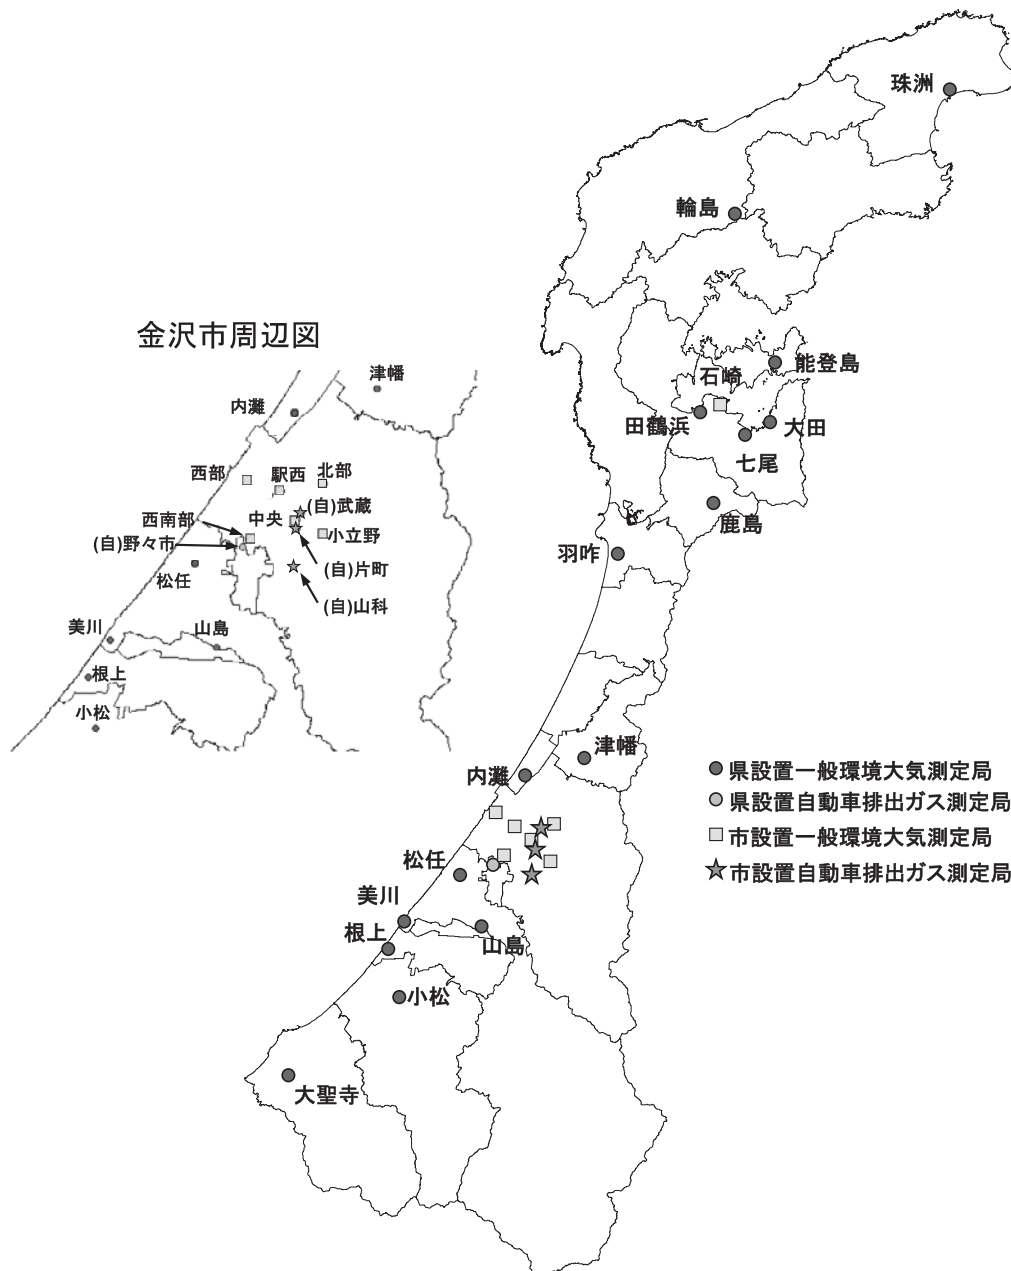 珠洲
輪島
金沢市周辺図
能登島
津幡
石崎
内灘
田鶴浜
大田
七尾
西部
駅西
北部
(自)武蔵
鹿島
西南部
中央
小立野
(自)野々市
羽咋
(自)片町
松任
(自)山科
美川
山島
根上
小松
津幡
内灘
県設置一般環境大気測定局
県設置自動車排出ガス測定局
市設置一般環境大気測定局
松任
市設置自動車排出ガス測定局
美川
根上
山島
小松
大聖寺